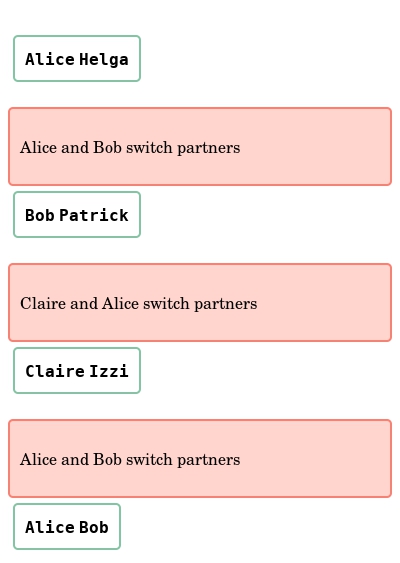 Alice Helga
Alice and Bob switch partners
Bob Patrick
Claire and Alice switch partners
Claire Izzi
Alice and Bob switch partners
Alice Bob